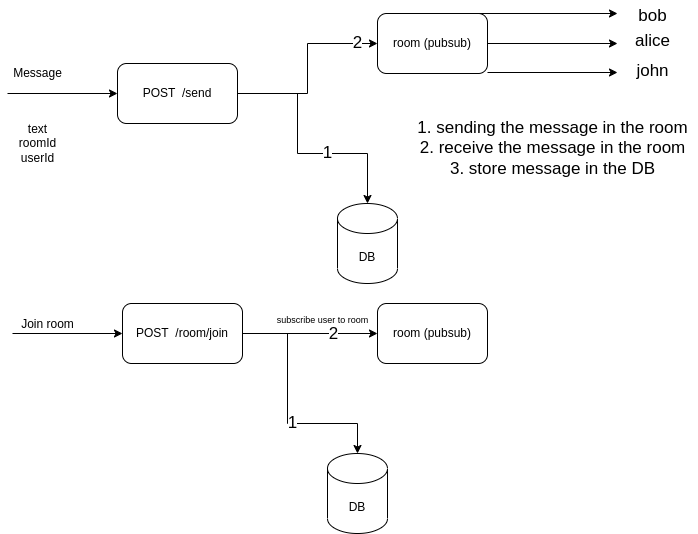 bob
2
room (pubsub)
alice
john
Message
POST /send
text
roomId
userId
1. sending the message in the room
2. receive the message in the room
3. store message in the DB
1
DB
Join room
POST /room/join
subscribe user to room
2
room (pubsub)
1
DB